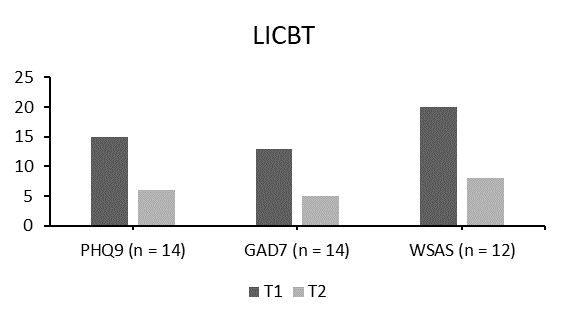 LICBT
25
20
15
10
5
0
PHQ9 (n = 14) GAD7 (n = 14) WSAS (n = 12)
T1 T2